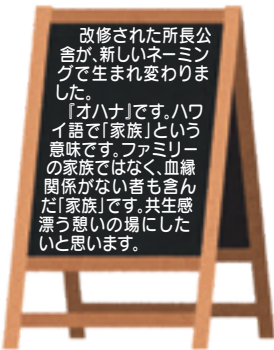 改修された所長公
舎が、新しいネーミン
グで生まれ変わりま
した。
『オハナ』です。ハワ
イ語で「家族」という
意味です。ファミリー
の家族ではなく、血縁
関係がない者も含ん
だ「家族」です。共生感
漂う憩いの場にした
いと思います。